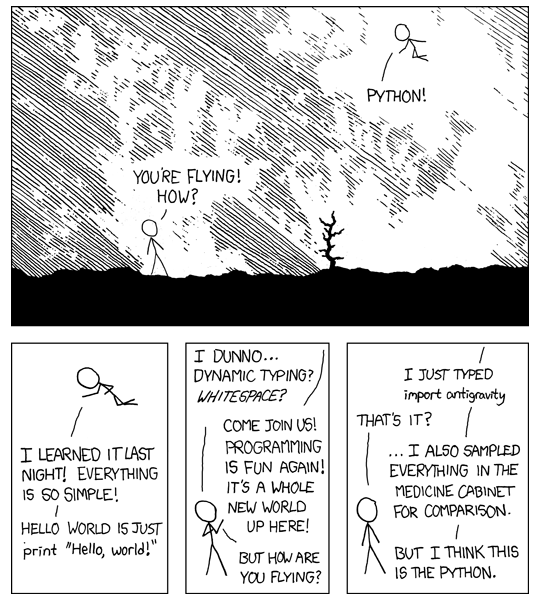 PYTHON!
YOU'RE FLYING!
HOW?
I LEARNED IT LAST
NIGHT! EVERYTHING
IS SO SIMPLE!
HELLO WORLD IS JUST
print "Hello, world!"
I DUNNO...
DYNAMIC TYPING?
WHITESPACE?
COME JOIN US!
PROGRAMMING
IS FUN AGAIN!
IT'S A WHOLE
NEW WORLD
UP HERE!
BUT HOW ARE
YOU FLYING?
I JUST TYPED
import antigravity
THAT'S IT?
... I ALSO SAMPLED
EVERYTHING IN THE
MEDICINE CABINET
FOR COMPARISON.
BUT I THINK THIS
IS THE PYTHON.